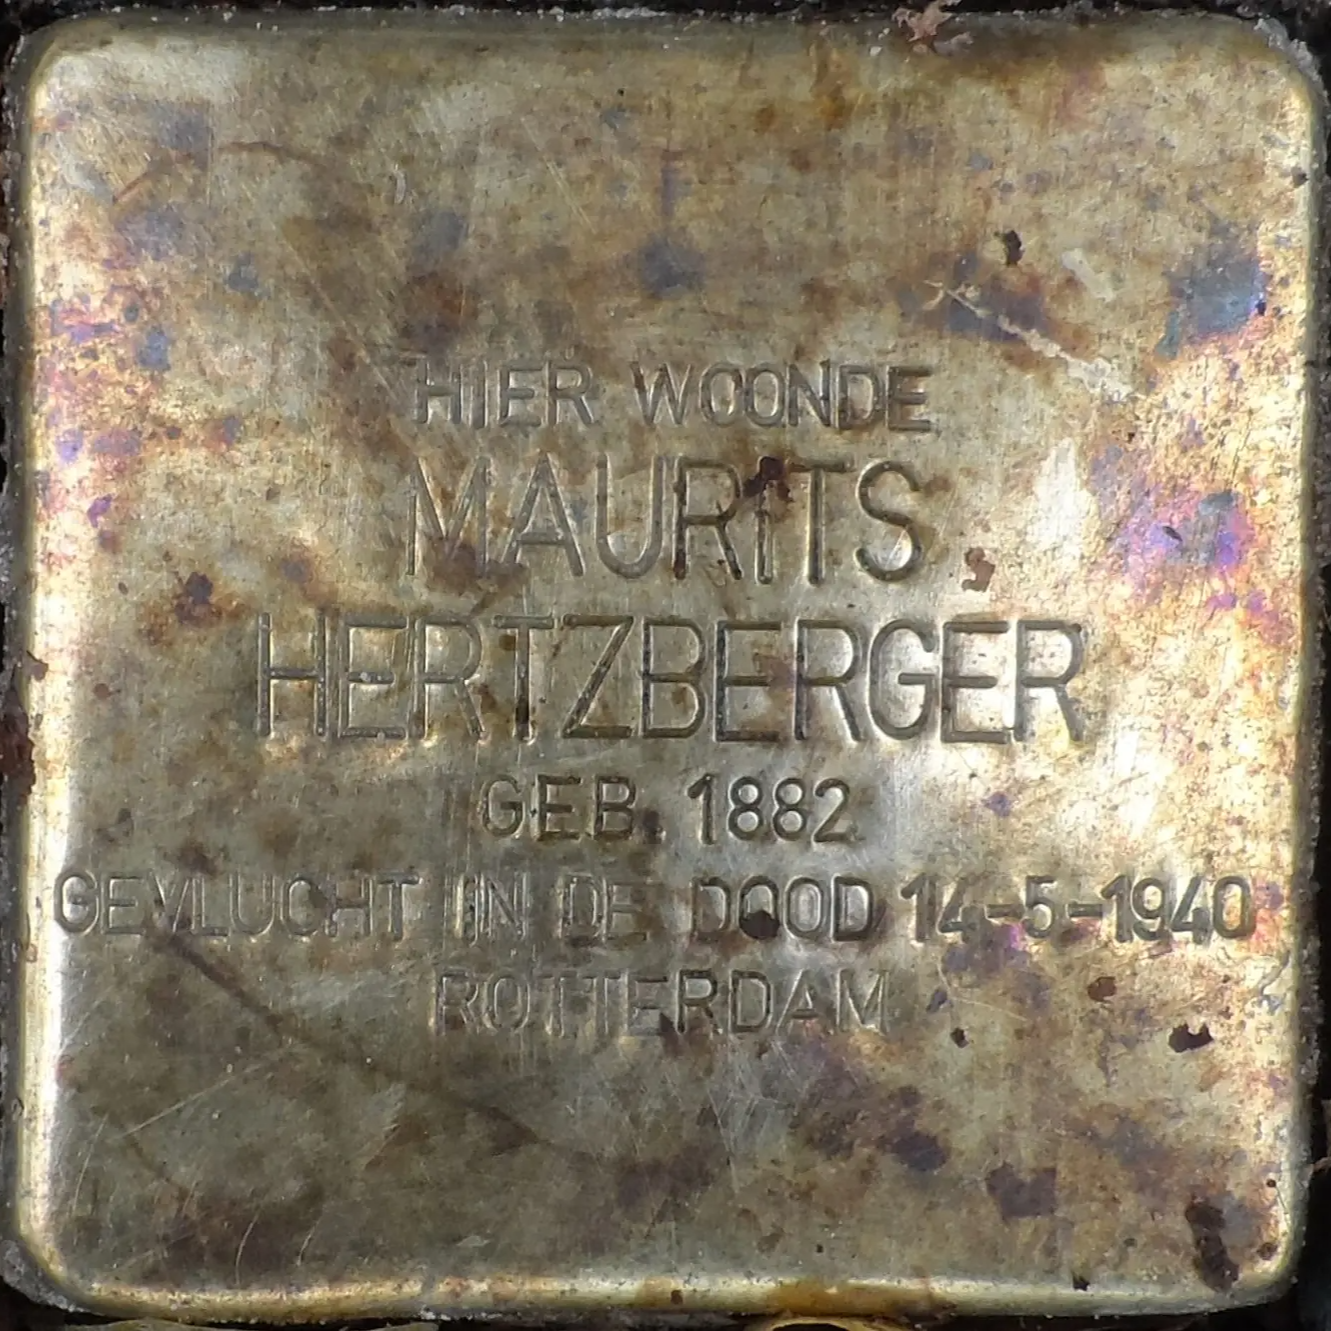 HIER WOONDE
MAURITS
HERTZBERGER
GEB. 1882
GEVLUCHT IN DE DOOD 14-5-1940
ROTTERDAM